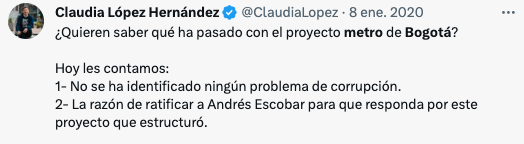 Claudia López Hernández @ClaudiaLopez · 8 ene. 2020
¿Quieren saber qué ha pasado con el proyecto metro de Bogotá?
Hoy les contamos:
1- No se ha identificado ningún problema de corrupción.
2- La razón de ratificar a Andrés Escobar para que responda por este
proyecto que estructuró.